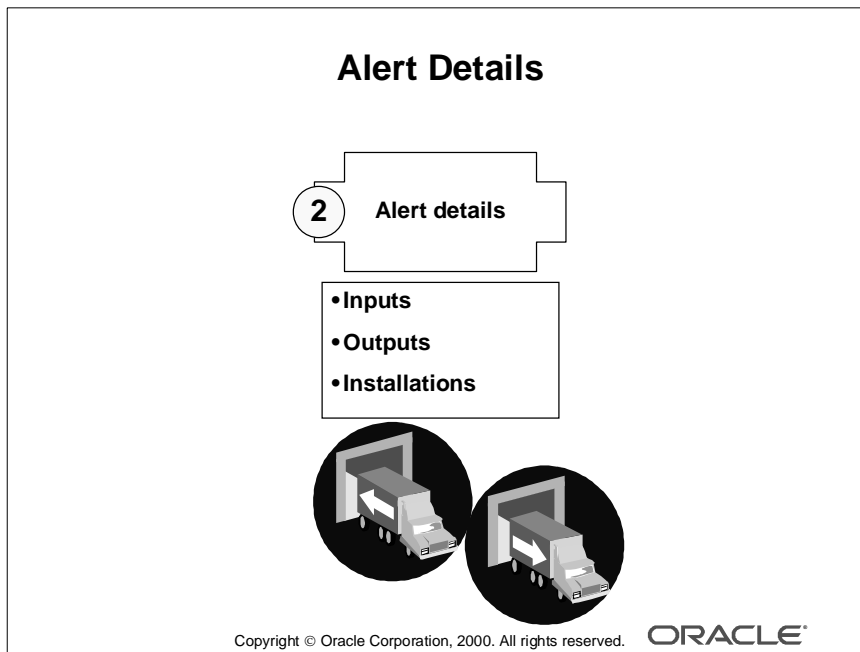 Alert Details
2
Alert details
•Inputs
•Outputs
•Installations
Copyright © Oracle Corporation, 2000. All rights reserved.
ORACLE®